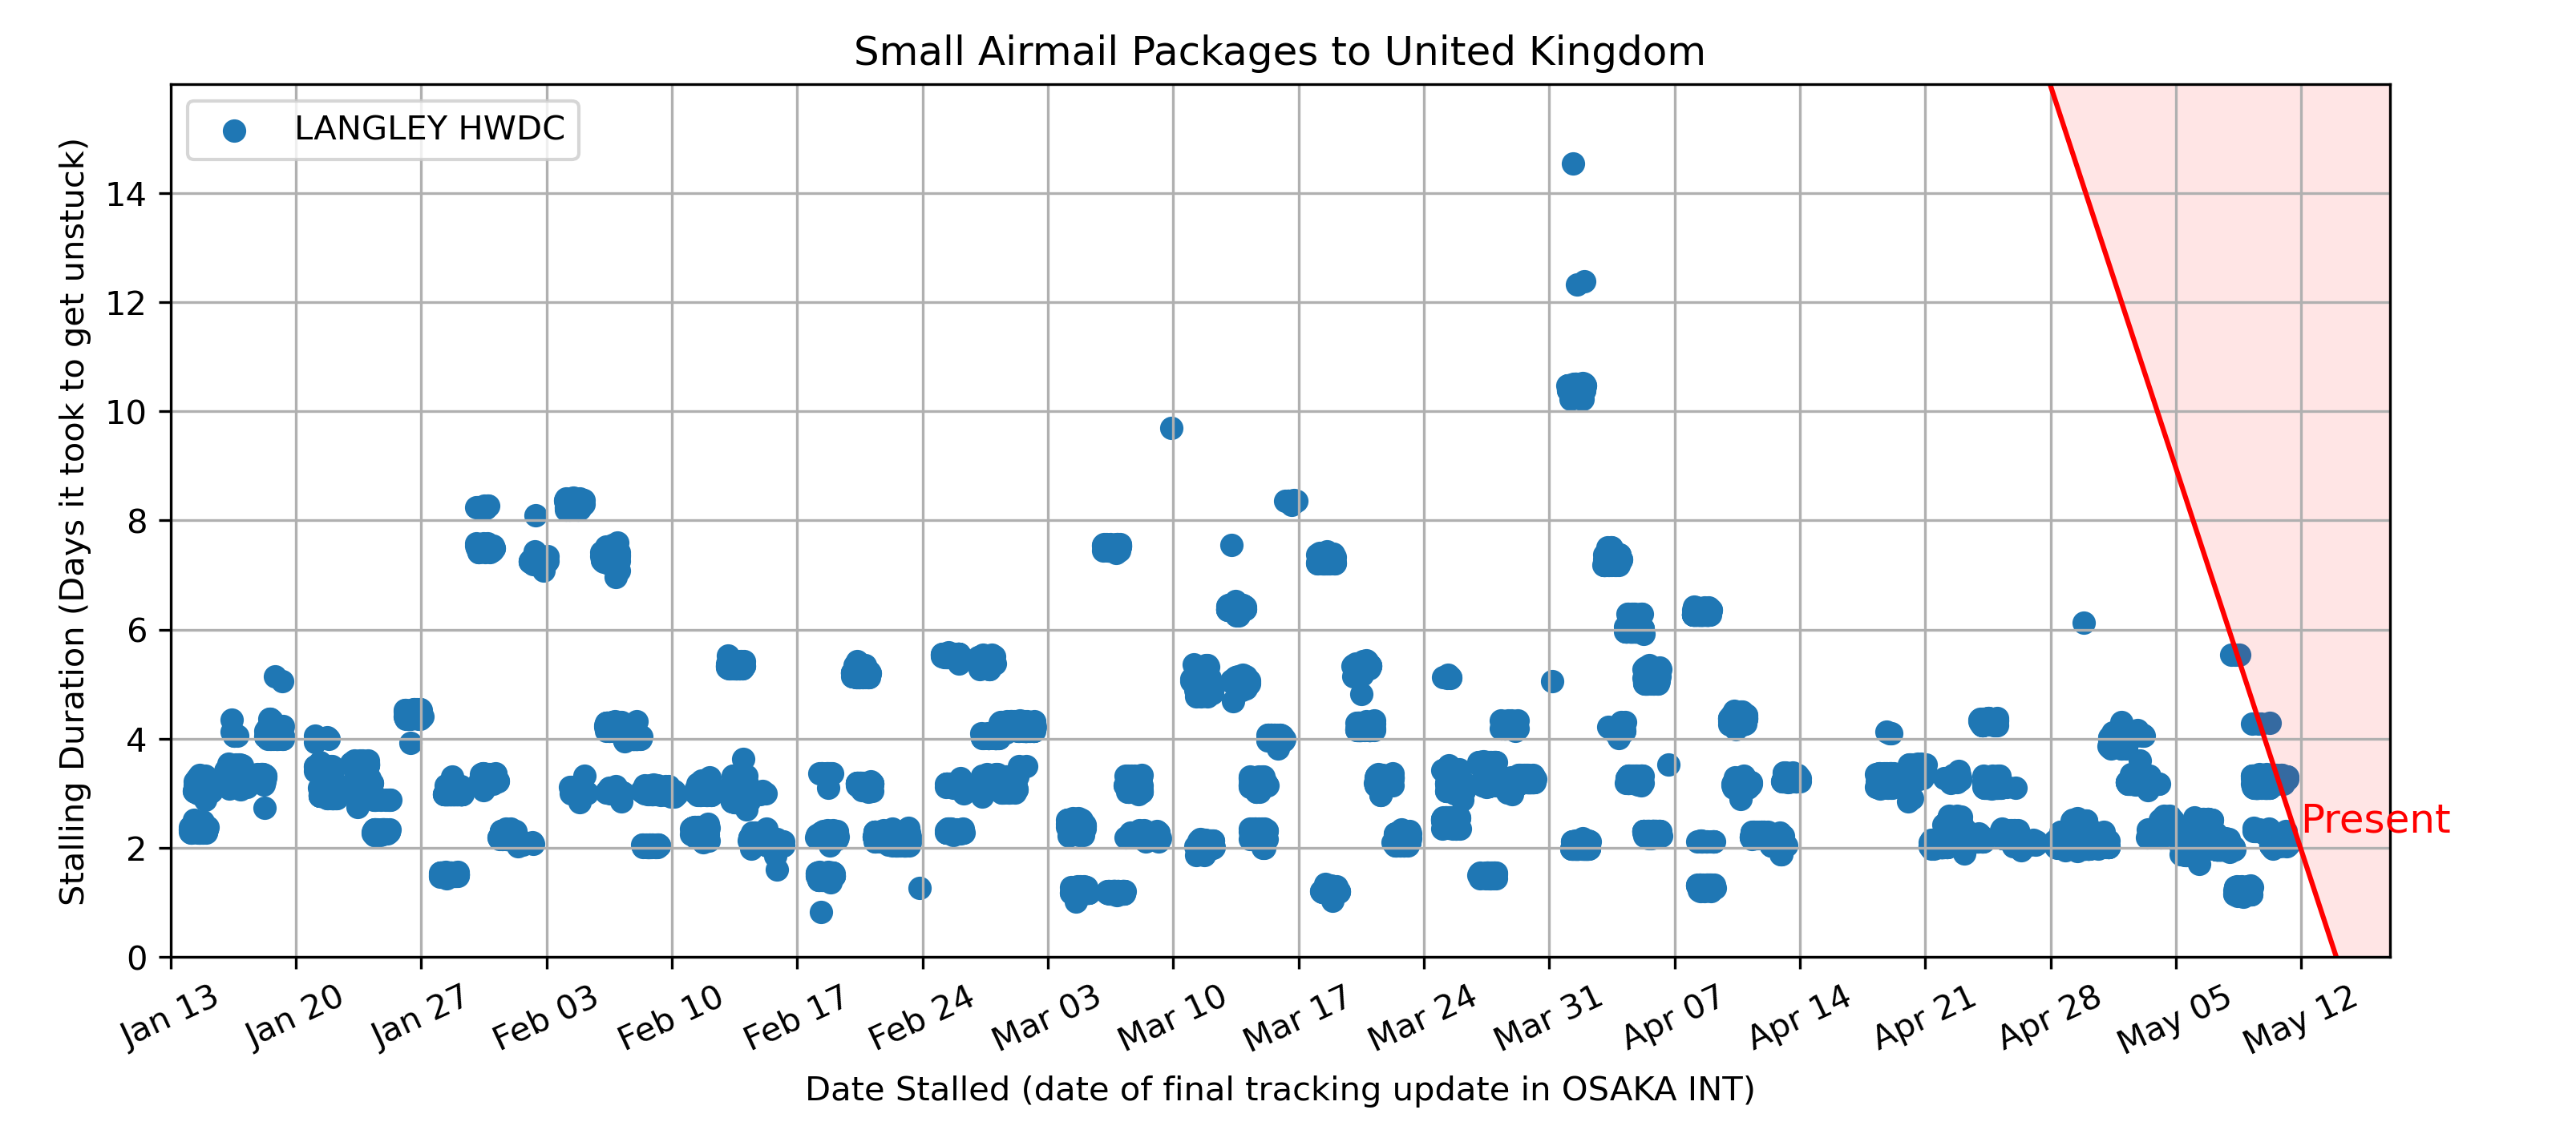 Small Airmail Packages to United Kingdom
LANGLEY HWDC
Stalling Duration (Days it took to get unstuck)
14
12
10
8
6
4
2
0
Present
Jan 13
Jan 20
Jan 27
Feb 03
Feb 10
Feb 17
Feb 24
Mar 03
Mar 10
Mar 17
Mar 24
Mar 31
Apr 07
Apr 14
Apr 21
Apr 28
May 05
May 12
Date Stalled (date of final tracking update in OSAKA INT)